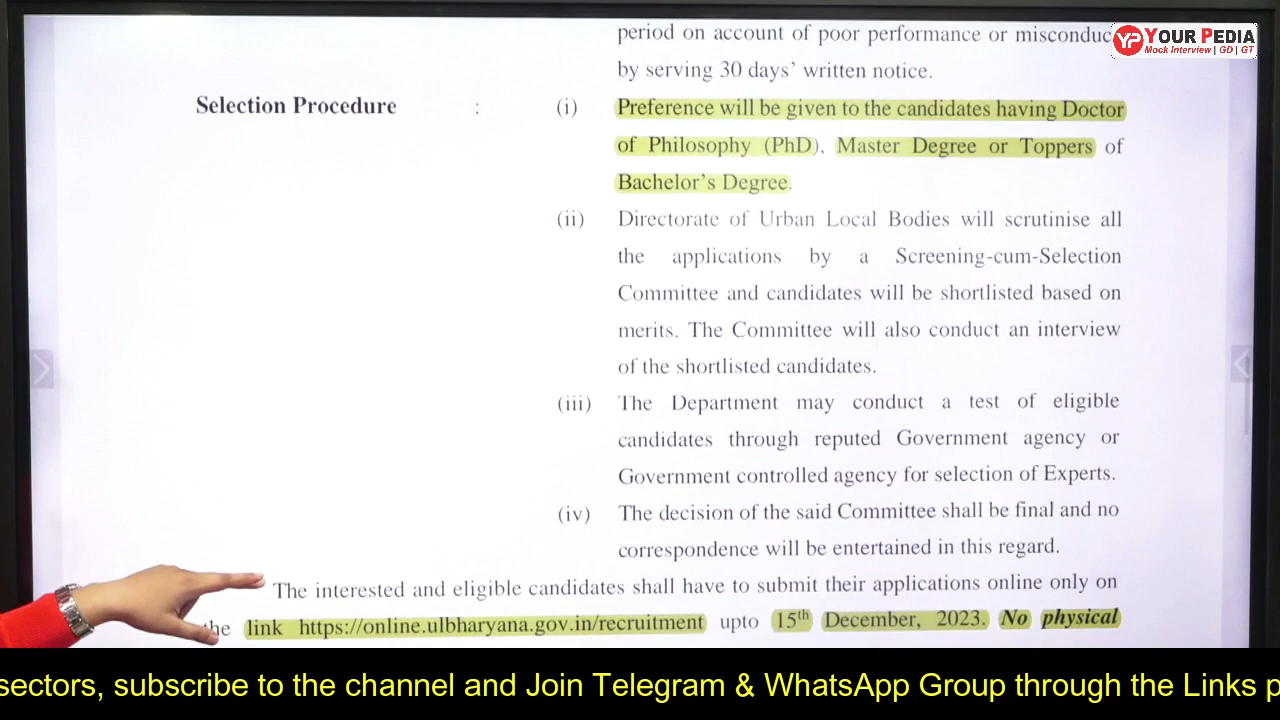 period on account of poor performance or misconduc
YOUR PEDIA
Mock Interview | GD | GT
by serving 30 days' written notice.
Selection Procedure : (i) Preference will be given to the candidates having Doctor
of Philosophy (PhD), Master Degree or Toppers of
Bachelor's Degree.
(ii) Directorate of Urban Local Bodies will scrutinise all
the applications by a Screening-cum-Selection
Committee and candidates will be shortlisted based on
merits. The Committee will also conduct an interview
of the shortlisted candidates.
(iii) The Department may conduct a test of eligible
candidates through reputed Government agency or
Government controlled agency for selection of Experts.
(iv) The decision of the said Committee shall be final and no
correspondence will be entertained in this regard.
The interested and eligible candidates shall have to submit their applications online only on
the link https://online.ulbharyana.gov.in/recruitment upto 15th December, 2023. No physical
sectors, subscribe to the channel and Join Telegram & WhatsApp Group through the Links p